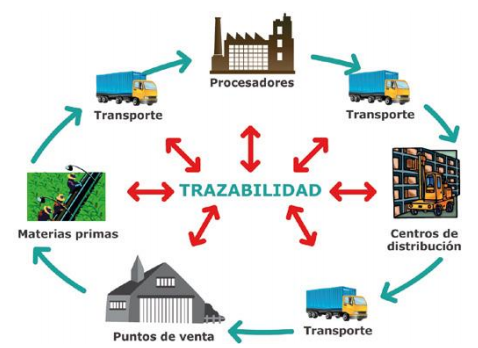 Procesadores
Transporte
Transporte
TRAZABILIDAD
Materias primas
Centros de
distribución
Transporte
Puntos de venta